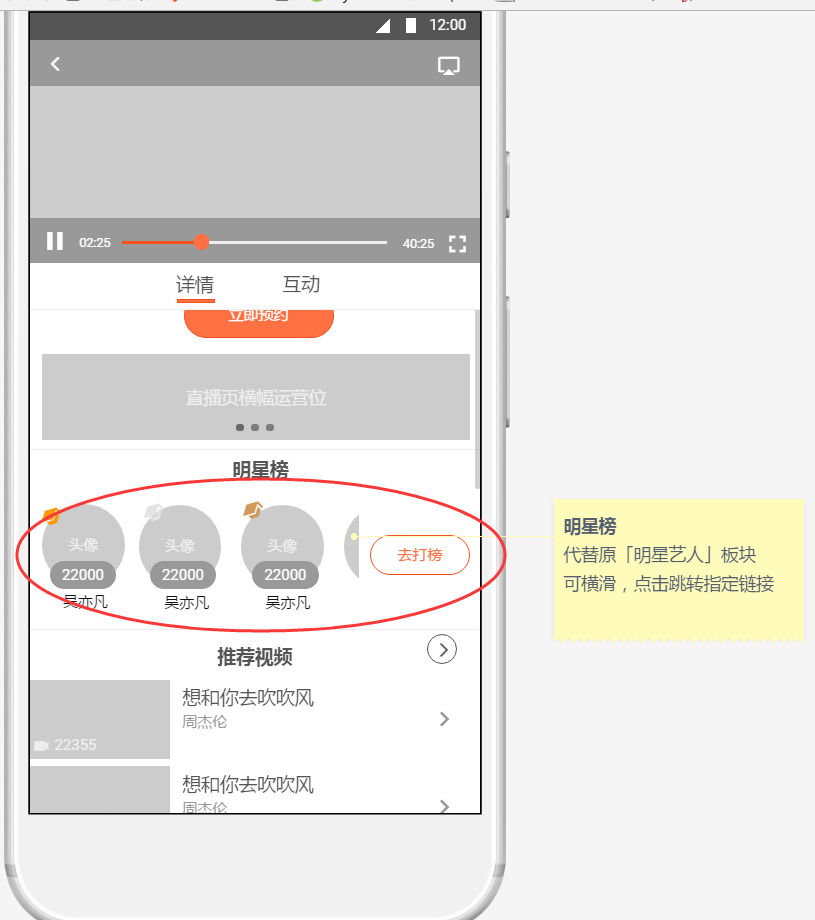 12:00
02:25
40:25
详情 互动
立即预约
直播页横幅运营位
明星榜
头像 头像 头像
22000 22000 22000
去打榜
吴亦凡 吴亦凡 吴亦凡
明星榜
代替原「明星艺人」板块
可横滑，点击跳转指定链接
推荐视频
想和你去吹吹风
周杰伦
22355
想和你去吹吹风
周杰伦